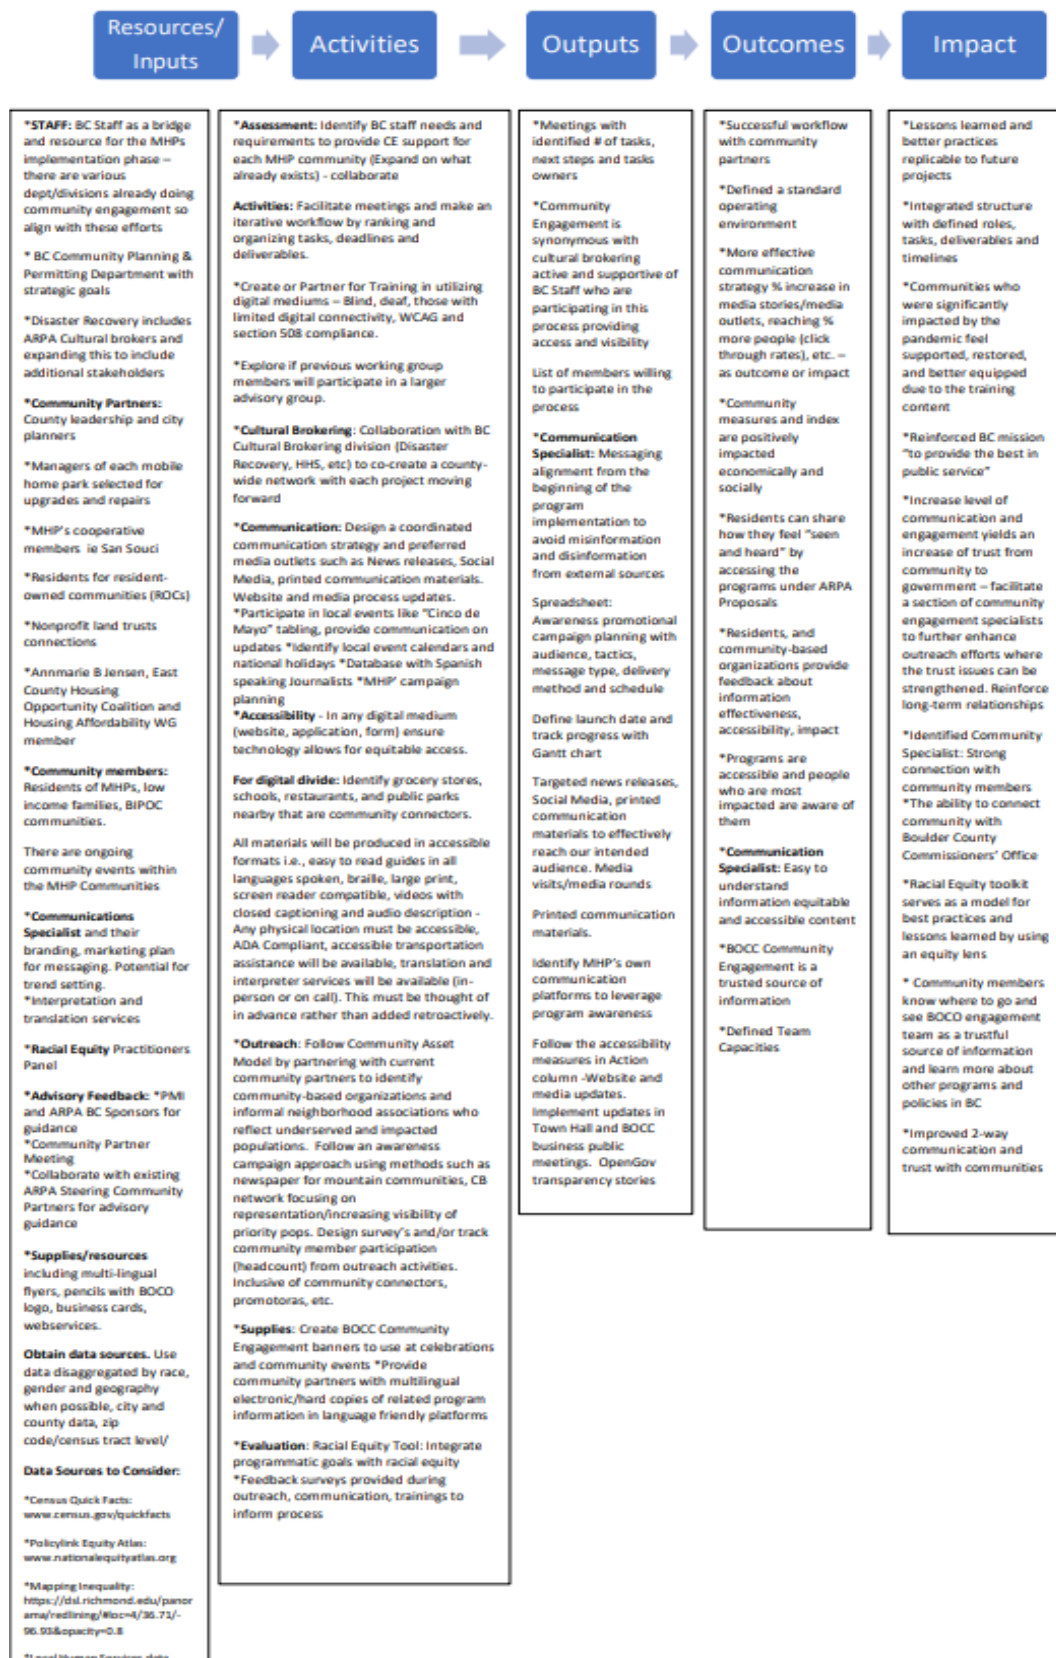 Resources/
Inputs
Activities
Outputs
Outcomes
Impact
*STAFF: BC Staff as a bridge
and resource for the MHPs
implementation phase –
there are various
dept/divisions already doing
community engagement so
align with these efforts
* BC Community Planning &
Permitting Department with
strategic goals
*Disaster Recovery includes
ARPA Cultural brokers and
expanding this to include
additional stakeholders
*Community Partners:
County leadership and city
planners
*Managers of each mobile
home park selected for
upgrades and repairs
*MHP's cooperative
members ie San Souci
*Residents for resident-
owned communities (ROCs)
*Nonprofit land trusts
connections
*Annmarie B Jensen, East
County Housing
Opportunity Coalition and
Housing Affordability WG
member
*Community members:
Residents of MHPs, low
income families, BIPOC
communities.
There are ongoing
community events within
the MHP Communities
*Communications
Specialist and their
branding, marketing plan
for messaging. Potential for
trend setting.
*Interpretation and
translation services
*Racial Equity Practitioners
Panel
*Advisory Feedback: *PMI
and ARPA BC Sponsors for
guidance
*Community Partner
Meeting
*Collaborate with existing
ARPA Steering Community
Partners for advisory
guidance
*Supplies/resources
including multi-lingual
flyers, pencils with BOCO
logo, business cards,
webservices.
Obtain data sources. Use
data disaggregated by race,
gender and geography
when possible, city and
county data, zip
code/census tract level/
Data Sources to Consider:
*Census Quick Facts:
www.census.gov/quickfacts
*Policylink Equity Atlas:
www.nationalequityatlas.org
*Mapping Inequality:
https://dsl.richmond.edu/panor
ama/redlining/#loc=4/36.71/-
96.93&opacity=0.8
*Local Human Services data
*Assessment: Identify BC staff needs and
requirements to provide CE support for
each MHP community (Expand on what
already exists) - collaborate
Activities: Facilitate meetings and make an
iterative workflow by ranking and
organizing tasks, deadlines and
deliverables.
*Create or Partner for Training in utilizing
digital mediums – Blind, deaf, those with
limited digital connectivity, WCAG and
section 508 compliance.
*Explore if previous working group
members will participate in a larger
advisory group.
*Cultural Brokering: Collaboration with BC
Cultural Brokering division (Disaster
Recovery, HHS, etc) to co-create a county-
wide network with each project moving
forward
*Communication: Design a coordinated
communication strategy and preferred
media outlets such as News releases, Social
Media, printed communication materials.
Website and media process updates.
*Participate in local events like "Cinco de
Mayo" tabling, provide communication on
updates *Identify local event calendars and
national holidays *Database with Spanish
speaking Journalists *MHP' campaign
planning
*Accessibility - In any digital medium
(website, application, form) ensure
technology allows for equitable access.
For digital divide: Identify grocery stores,
schools, restaurants, and public parks
nearby that are community connectors.
All materials will be produced in accessible
formats i.e., easy to read guides in all
languages spoken, braille, large print,
screen reader compatible, videos with
closed captioning and audio description -
Any physical location must be accessible,
ADA Compliant, accessible transportation
assistance will be available, translation and
interpreter services will be available (in-
person or on call). This must be thought of
in advance rather than added retroactively.
*Outreach: Follow Community Asset
Model by partnering with current
community partners to identify
community-based organizations and
informal neighborhood associations who
reflect underserved and impacted
populations. Follow an awareness
campaign approach using methods such as
newspaper for mountain communities, CB
network focusing on
representation/increasing visibility of
priority pops. Design survey's and/or track
community member participation
(headcount) from outreach activities.
Inclusive of community connectors,
promotoras, etc.
*Supplies: Create BOCC Community
Engagement banners to use at celebrations
and community events *Provide
community partners with multilingual
electronic/hard copies of related program
information in language friendly platforms
*Evaluation: Racial Equity Tool: Integrate
programmatic goals with racial equity
*Feedback surveys provided during
outreach, communication, trainings to
inform process
*Meetings with
identified # of tasks,
next steps and tasks
owners
*Community
Engagement is
synonymous with
cultural brokering
active and supportive of
BC Staff who are
participating in this
process providing
access and visibility
List of members willing
to participate in the
process
*Communication
Specialist: Messaging
alignment from the
beginning of the
program
implementation to
avoid misinformation
and disinformation
from external sources
Spreadsheet:
Awareness promotional
campaign planning with
audience, tactics,
message type, delivery
method and schedule
Define launch date and
track progress with
Gantt chart
Targeted news releases,
Social Media, printed
communication
materials to effectively
reach our intended
audience. Media
visits/media rounds
Printed communication
materials.
Identify MHP's own
communication
platforms to leverage
program awareness
Follow the accessibility
measures in Action
column -Website and
media updates.
Implement updates in
Town Hall and BOCC
business public
meetings. OpenGov
transparency stories
*Successful workflow
with community
partners
*Defined a standard
operating
environment
*More effective
communication
strategy % increase in
media stories/media
outlets, reaching %
more people (click
through rates), etc. –
as outcome or impact
*Community
measures and index
are positively
impacted
economically and
socially
*Residents can share
how they feel "seen
and heard" by
accessing the
programs under ARPA
Proposals
*Residents, and
community-based
organizations provide
feedback about
information
effectiveness,
accessibility, impact
*Programs are
accessible and people
who are most
impacted are aware of
them
*Communication
Specialist: Easy to
understand
information equitable
and accessible content
*BOCC Community
Engagement is a
trusted source of
information
*Defined Team
Capacities
*Lessons learned and
better practices
replicable to future
projects
*Integrated structure
with defined roles,
tasks, deliverables and
timelines
*Communities who
were significantly
impacted by the
pandemic feel
supported, restored,
and better equipped
due to the training
content
*Reinforced BC mission
"to provide the best in
public service"
*Increase level of
communication and
engagement yields an
increase of trust from
community to
government – facilitate
a section of community
engagement specialists
to further enhance
outreach efforts where
the trust issues can be
strengthened. Reinforce
long-term relationships
*Identified Community
Specialist: Strong
connection with
community members
*The ability to connect
community with
Boulder County
Commissioners' Office
*Racial Equity toolkit
serves as a model for
best practices and
lessons learned by using
an equity lens
* Community members
know where to go and
see BOCO engagement
team as a trustful
source of information
and learn more about
other programs and
policies in BC
*Improved 2-way
communication and
trust with communities